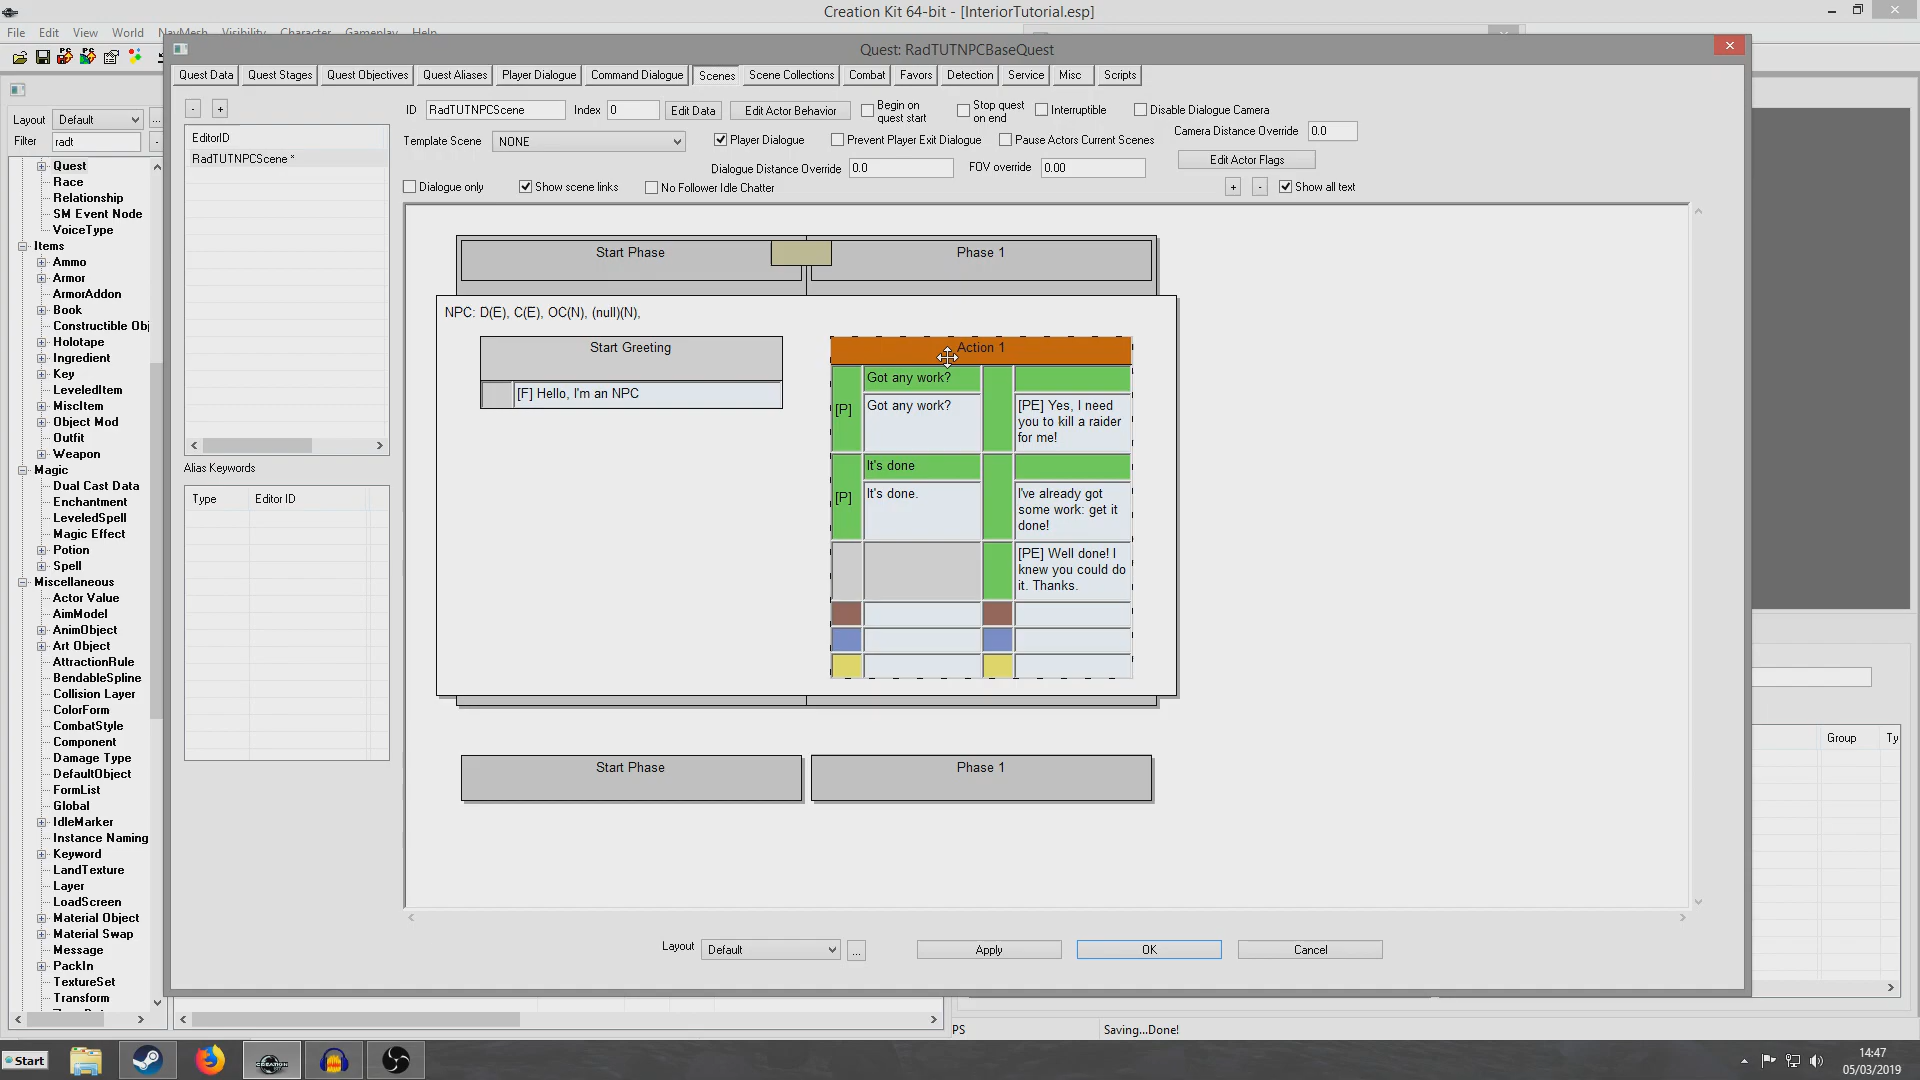 Creation Kit 64-bit - [InteriorTutorial.esp]
File Edit View World NavMesh Visibility Character Gameplay Help
Quest: RadTUTNPCBaseQuest
Quest Data Quest Stages Quest Objectives Quest Aliases Player Dialogue Command Dialogue Scenes Scene Collections Combat Favors Detection Service Misc Scripts
Layout Default ...
Filter radt
- +
ID RadTUTNPCScene Index 0 Edit Data Edit Actor Behavior
Begin on quest start
Stop quest on end
Interruptible
Disable Dialogue Camera
Camera Distance Override 0.0
Template Scene NONE
Player Dialogue
Prevent Player Exit Dialogue
Pause Actors Current Scenes
Edit Actor Flags
Dialogue Distance Override 0.0 FOV override 0.00
Dialogue only
Show scene links
No Follower Idle Chatter
+ - Show all text
EditorID
RadTUTNPCScene *
Alias Keywords
Type Editor ID
Quest
Race
Relationship
SM Event Node
VoiceType
Items
Ammo
Armor
ArmorAddon
Book
Constructible Obj
Holotape
Ingredient
Key
LeveledItem
MiscItem
Object Mod
Outfit
Weapon
Magic
Dual Cast Data
Enchantment
LeveledSpell
Magic Effect
Potion
Spell
Miscellaneous
Actor Value
AimModel
AnimObject
Art Object
AttractionRule
BendableSpline
Collision Layer
ColorForm
CombatStyle
Component
Damage Type
DefaultObject
FormList
Global
IdleMarker
Instance Naming
Keyword
LandTexture
Layer
LoadScreen
Material Object
Material Swap
Message
PackIn
TextureSet
Transform
Start Phase Phase 1
NPC: D(E), C(E), OC(N), (null)(N),
Start Greeting
[F] Hello, I'm an NPC
Action 1
Got any work?
[P] Got any work?
[PE] Yes, I need
you to kill a raider
for me!
It's done
[P] It's done.
I've already got
some work: get it
done!
[PE] Well done! I
knew you could do
it. Thanks.
Start Phase Phase 1
Layout Default ... Apply OK Cancel
Group Ty
PS Saving...Done!
Start
CREATION
14:47
05/03/2019